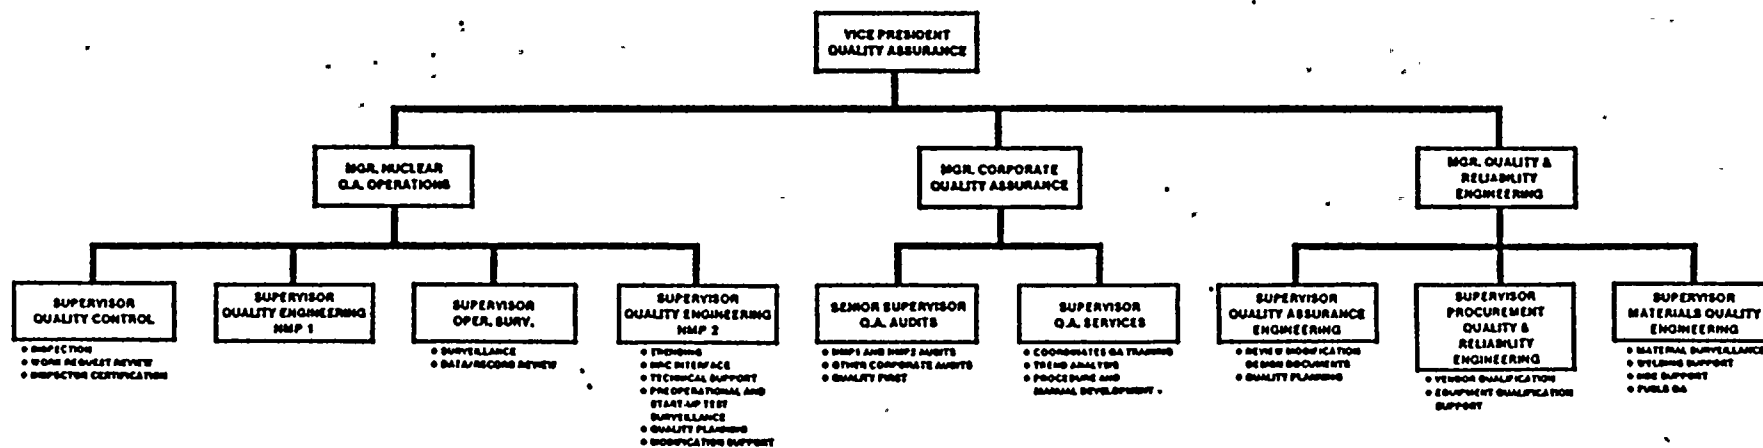 VICE PRESIDENT
QUALITY ASSURANCE
MGR. NUCLEAR
Q.A. OPERATIONS
MGR. CORPORATE
QUALITY ASSURANCE
MGR. QUALITY &
RELIABILITY
ENGINEERING
SUPERVISOR
QUALITY CONTROL
• INSPECTION
• WORK REQUEST REVIEW
• INSPECTOR CERTIFICATION
SUPERVISOR
QUALITY ENGINEERING
NMP 1
SUPERVISOR
OPER. SURV.
• SURVEILLANCE
• DATA/RECORD REVIEW
SUPERVISOR
QUALITY ENGINEERING
NMP 2
• TRENDING
• NRC INTERFACE
• TECHNICAL SUPPORT
• PREOPERATIONAL AND
START-UP TEST
SURVEILLANCE
• QUALITY PLANNING
• MODIFICATION SUPPORT
SENIOR SUPERVISOR
Q.A. AUDITS
• NMP1 AND NMP2 AUDITS
• OTHER CORPORATE AUDITS
• QUALITY FIRST
SUPERVISOR
Q.A. SERVICES
• COORDINATES QA TRAINING
• TREND ANALYSIS
• PROCEDURE AND
MANUAL DEVELOPMENT
SUPERVISOR
QUALITY ASSURANCE
ENGINEERING
• REVIEW MODIFICATION
DESIGN DOCUMENTS
• QUALITY PLANNING
SUPERVISOR
PROCUREMENT
QUALITY &
RELIABILITY
ENGINEERING
• VENDOR QUALIFICATION
• EQUIPMENT QUALIFICATION
SUPPORT
SUPERVISOR
MATERIALS QUALITY
ENGINEERING
• MATERIAL SURVEILLANCE
• WELDING SUPPORT
• NDE SUPPORT
• FUELS QA